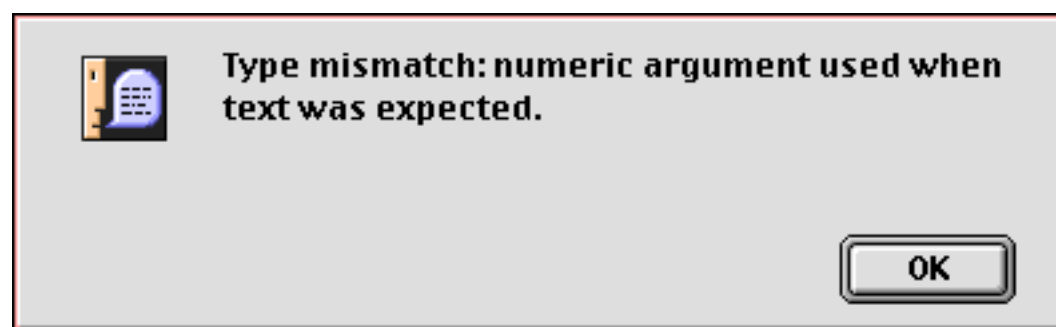 Type mismatch: numeric argument used when
text was expected.
OK